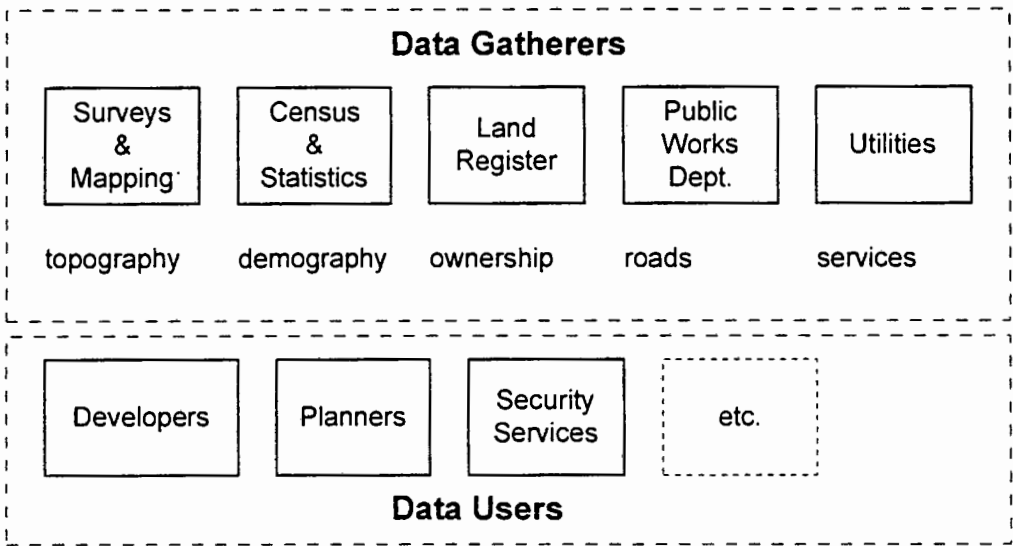 Data Gatherers
Surveys
&
Mapping
Census
&
Statistics
Land
Register
Public
Works
Dept.
Utilities
topography
demography
ownership
roads
services
Developers
Planners
Security
Services
etc.
Data Users